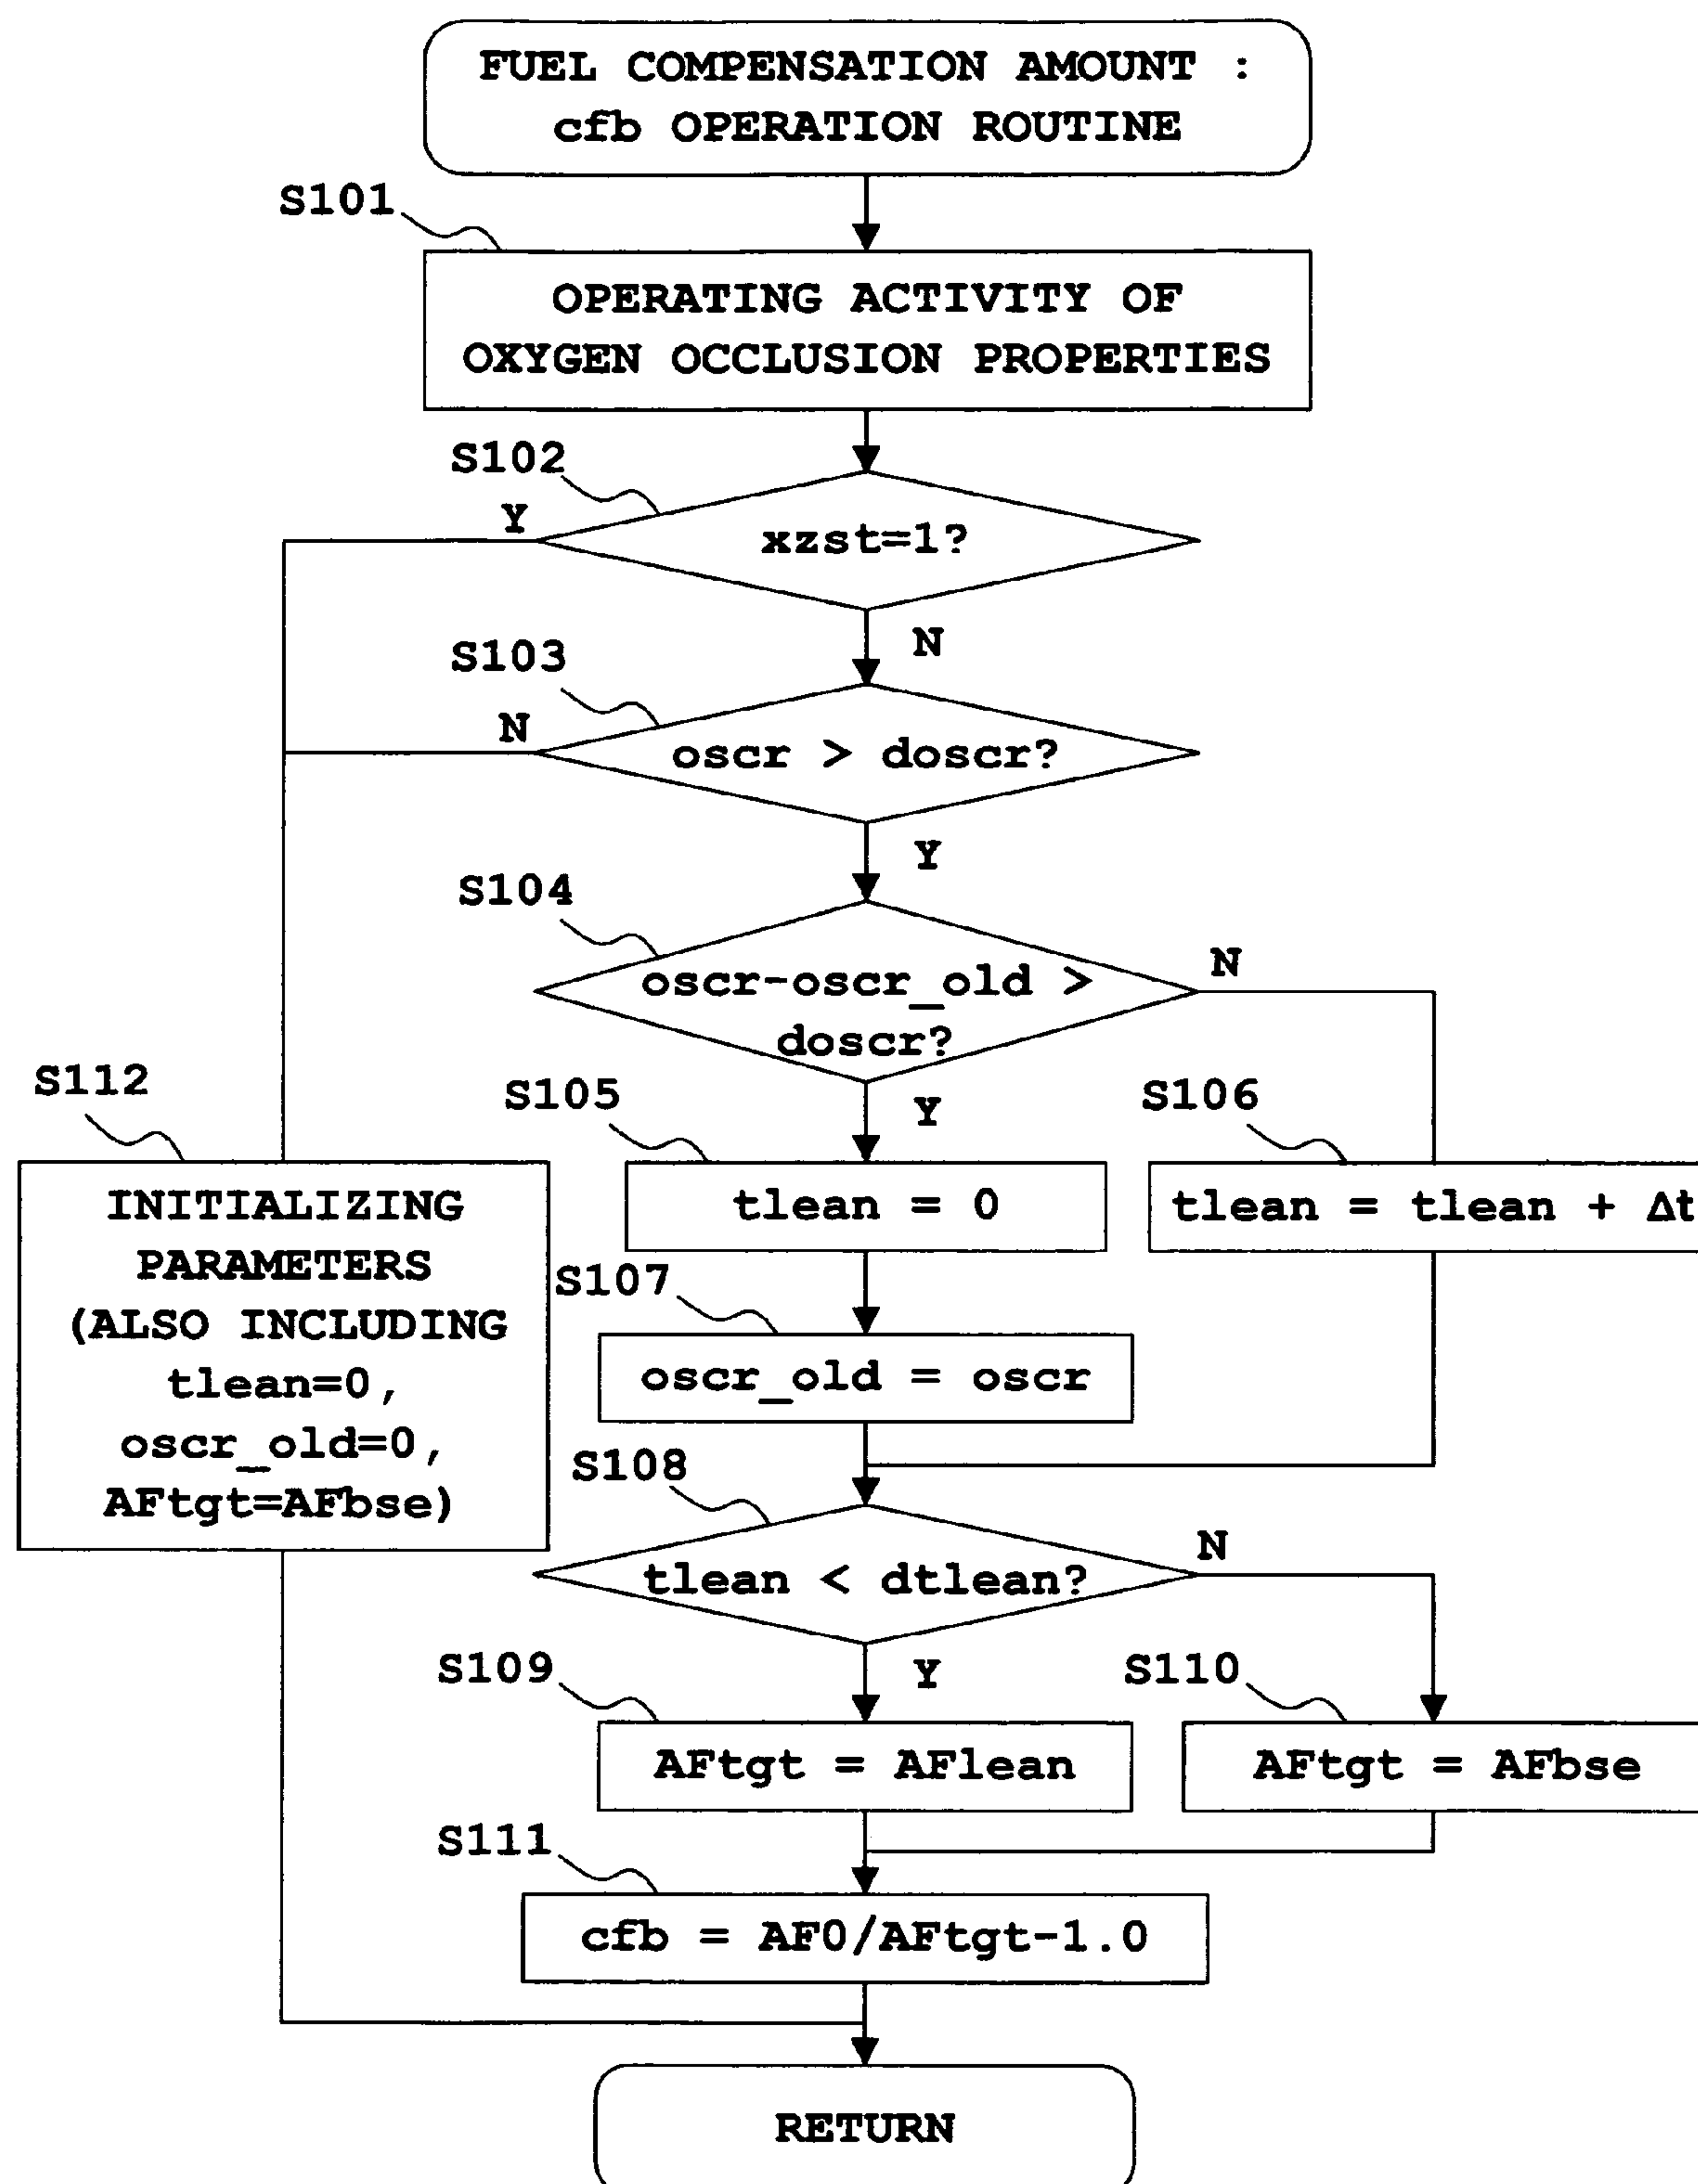 FUEL COMPENSATION AMOUNT :
cfb OPERATION ROUTINE
S101
OPERATING ACTIVITY OF
OXYGEN OCCLUSION PROPERTIES
S102
Y
xzst=1?
N
S103
N
oscr > doscr?
Y
S104
oscr-oscr_old >
doscr?
N
Y
S112
INITIALIZING
PARAMETERS
(ALSO INCLUDING
tlean=0,
oscr_old=0,
AFtgt=AFbse)
S105
tlean = 0
S106
tlean = tlean + Δt
S107
oscr_old = oscr
S108
tlean < dtlean?
N
Y
S109
AFtgt = AFlean
S110
AFtgt = AFbse
S111
cfb = AF0/AFtgt-1.0
RETURN